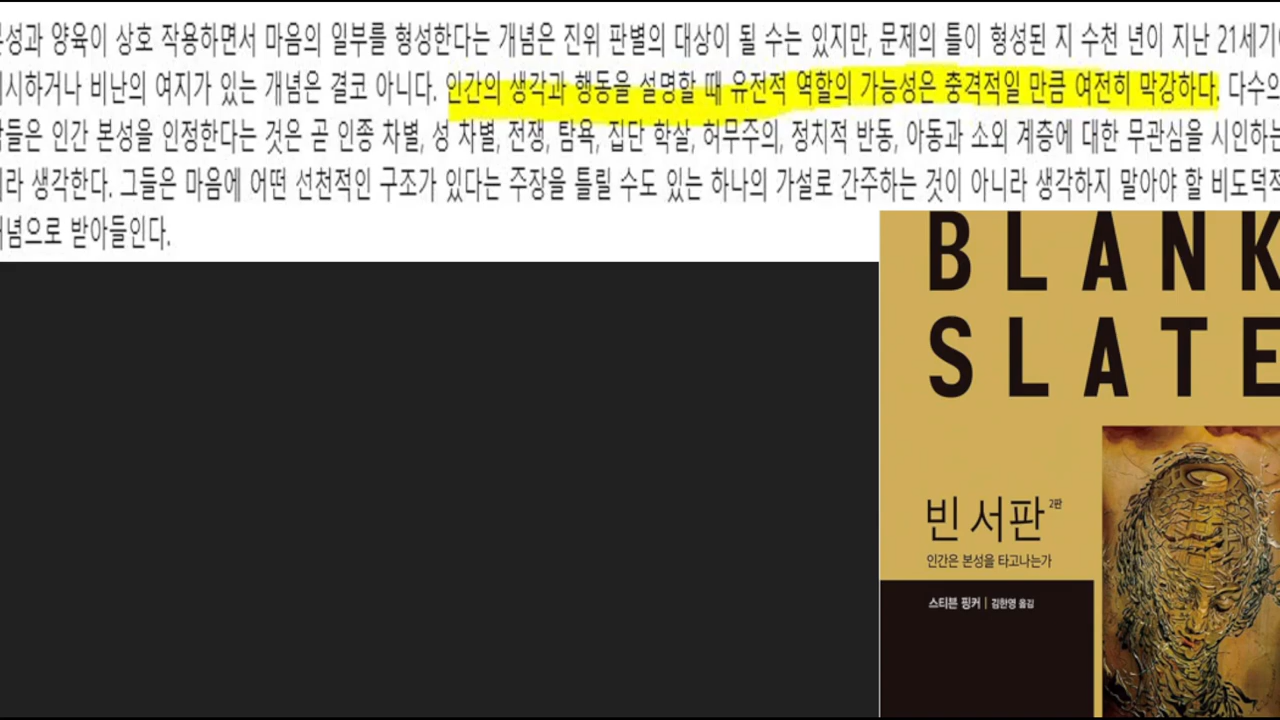 성과 양육이 상호 작용하면서 마음의 일부를 형성한다는 개념은 진위 판별의 대상이 될 수는 있지만, 문제의 틀이 형성된 지 수천 년이 지난 21세기
시하거나 비난의 여지가 있는 개념은 결코 아니다. 인간의 생각과 행동을 설명할 때 유전적 역할의 가능성은 충격적일 만큼 여전히 막강하다. 다수의
들은 인간 본성을 인정한다는 것은 곧 인종 차별, 성 차별, 전쟁, 탐욕, 집단 학살, 허무주의, 정치적 반동, 아동과 소외 계층에 대한 무관심을 시인하는
라 생각한다. 그들은 마음에 어떤 선천적인 구조가 있다는 주장을 틀릴 수도 있는 하나의 가설로 간주하는 것이 아니라 생각하지 말아야 할 비도덕적
념으로 받아들인다.
BLANK
SLATE
빈 서판 2판
인간은 본성을 타고나는가
스티븐 핑커 | 김한영 옮김